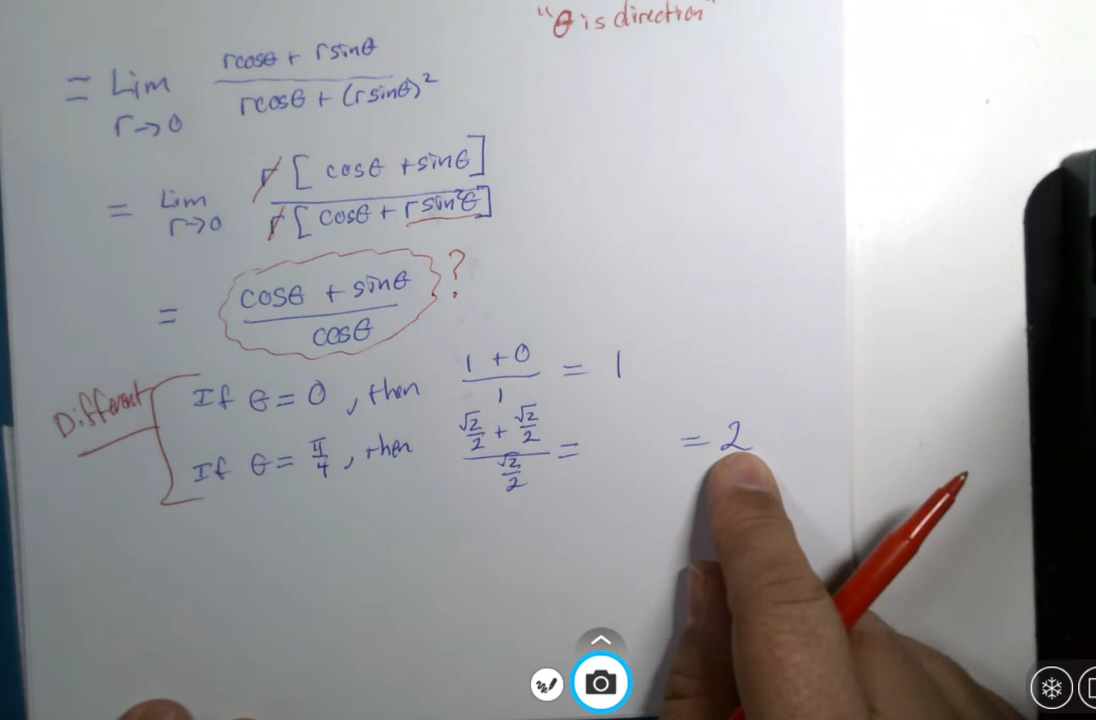 "θ is direction"
= Lim r→0 rcosθ + rsinθ / rcosθ + (rsinθ)²
= Lim r→0 r[cosθ + sinθ] / r[cosθ + rsin²θ]
= cosθ + sinθ / cosθ ?
Different
If θ = 0, then 1 + 0 / 1 = 1
If θ = π/4, then √2/2 + √2/2 / √2/2 = = 2